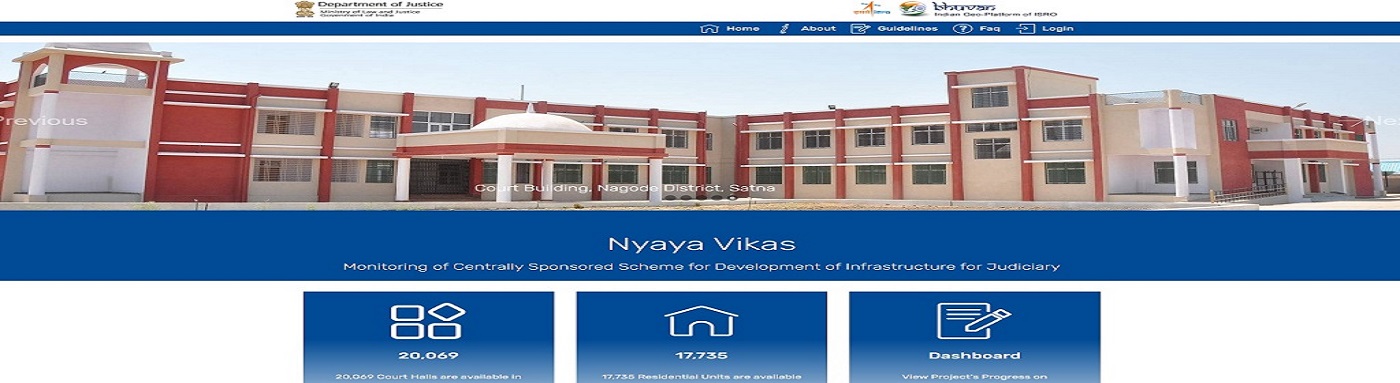 Department of Justice
Ministry of Law and Justice
Government of India
bhuvan
Indian Geo-Platform of ISRO
Home
About
Guidelines
Faq
Login
Previous
Court Building, Nagode District, Satna
Nyaya Vikas
Monitoring of Centrally Sponsored Scheme for Development of Infrastructure for Judiciary
20,069
17,735
Dashboard
20,069 Court Halls are available in
17,735 Residential Units are available
View Project's Progress on